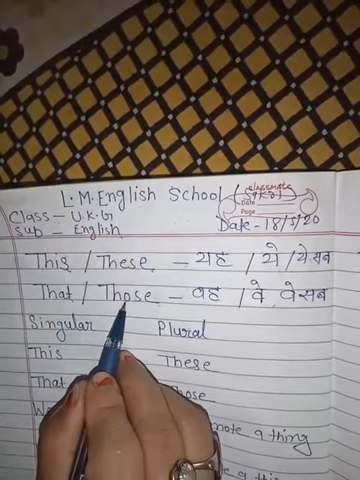 L.M. English School (
classmate
Date
Page
Class - U.K.G
Date - 18/5/20
Sub - English
This / These - यह / ये / ये सब
That / Those - वह / वे वे सब
Singular Plural
This These
That
note a thing